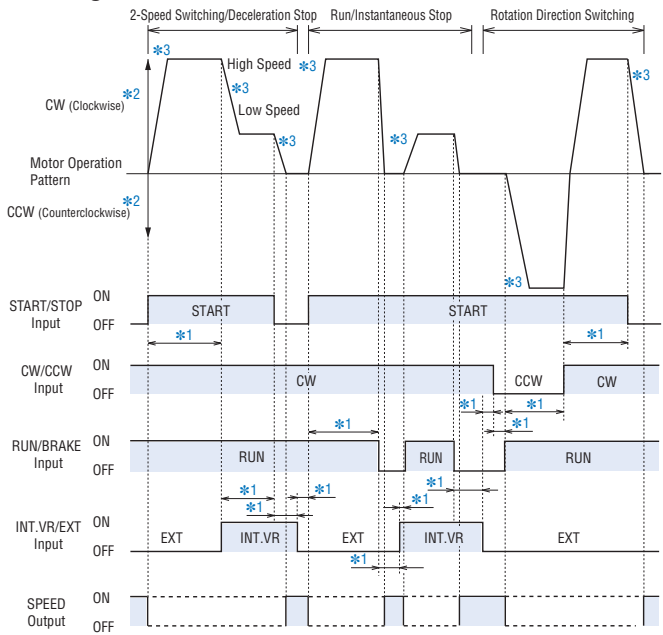 2-Speed Switching/Deceleration Stop Run/Instantaneous Stop Rotation Direction Switching
*3 High Speed *3 *3
*2 *3
CW (Clockwise) Low Speed
*3 *3
Motor Operation
Pattern
*2
CCW (Counterclockwise)
*3
START/STOP
Input
ON
OFF
START START
*1 *1
CW/CCW
Input
ON
OFF
CW CCW CW
*1 *1 *1
*1
RUN/BRAKE
Input
ON
OFF
RUN RUN RUN
*1 *1 *1
*1 *1
INT.VR/EXT
Input
ON
OFF
EXT INT.VR EXT INT.VR EXT
*1
SPEED
Output
ON
OFF